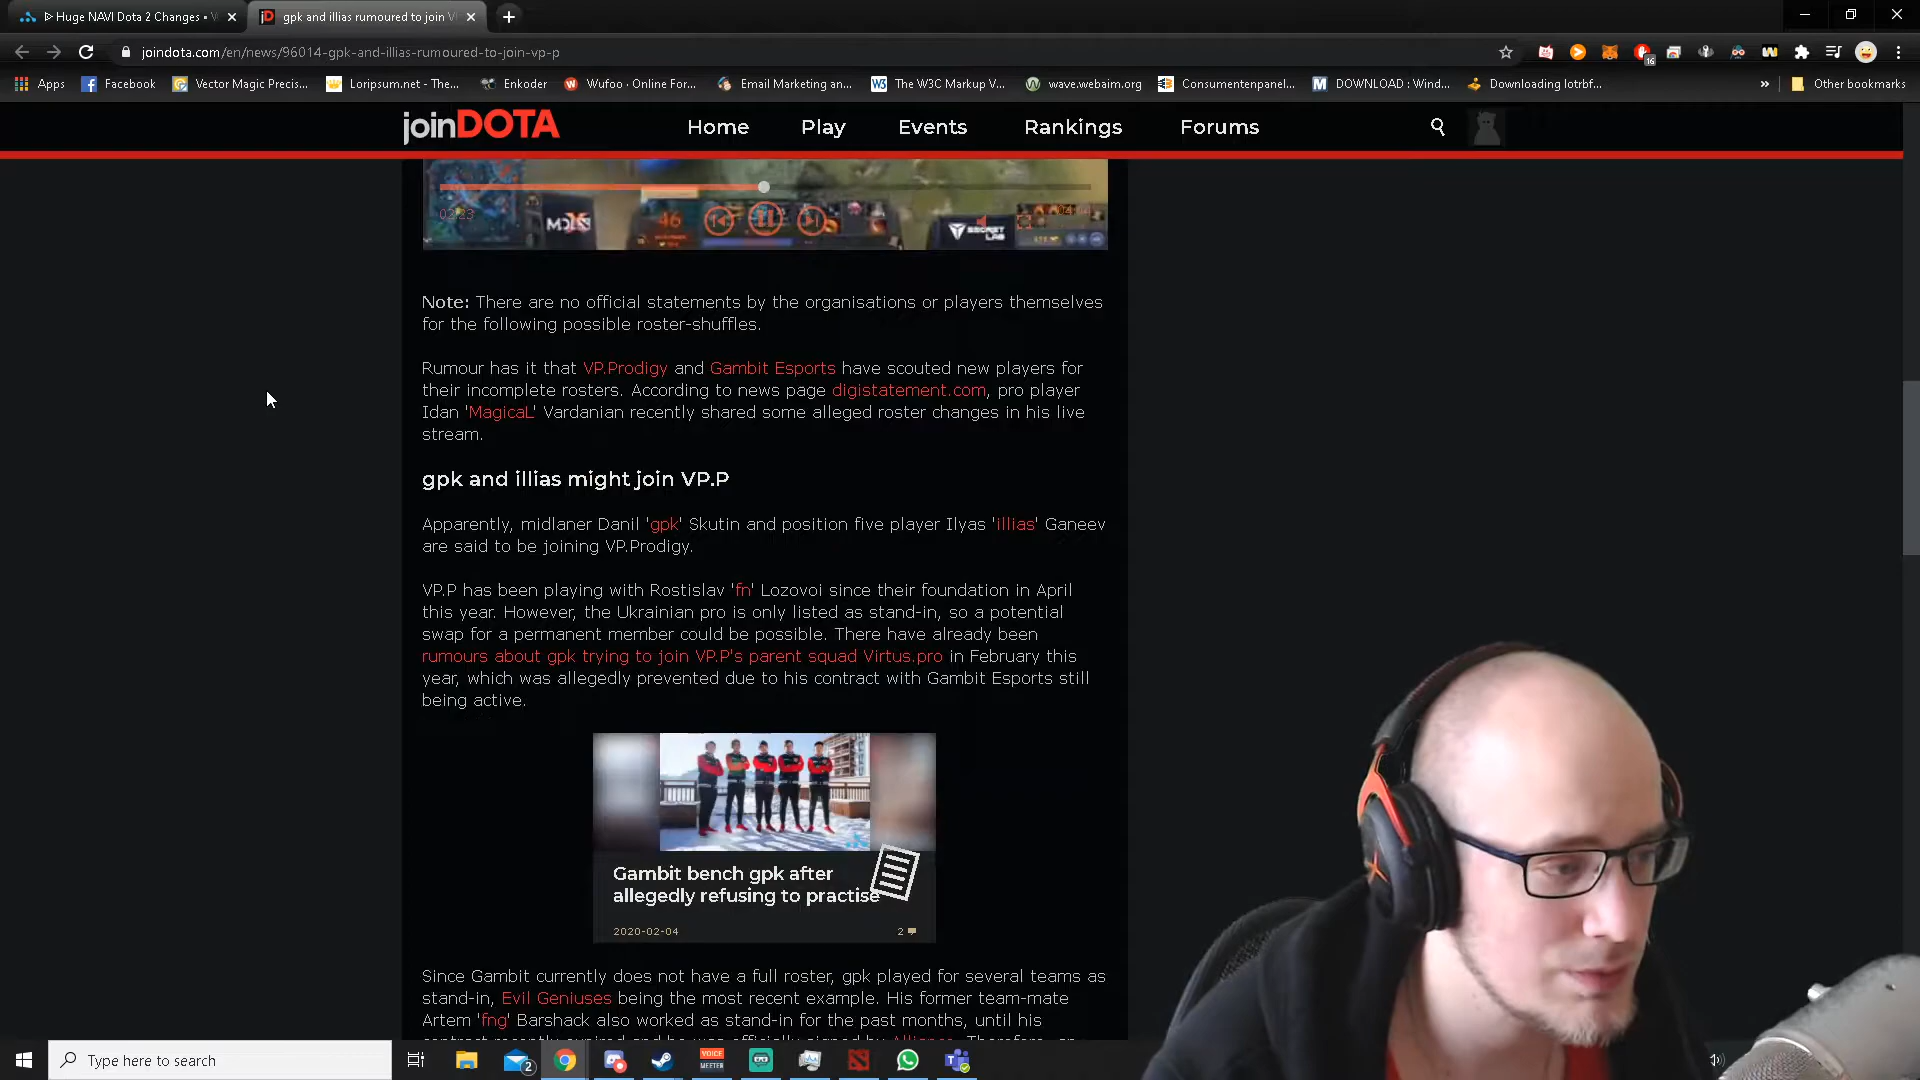 ᐅ Huge NAVI Dota 2 Changes •
gpk and illias rumoured to join V
joindota.com/en/news/96014-gpk-and-illias-rumoured-to-join-vp-p
16
Apps
Facebook
Vector Magic Precis...
Loripsum.net - The...
Enkoder
Wufoo · Online For...
Email Marketing an...
The W3C Markup V...
wave.webaim.org
Consumentenpanel...
DOWNLOAD : Wind...
Downloading lotrbf...
»
Other bookmarks
joinDOTA
Home
Play
Events
Rankings
Forums
02:23
46
SECRET LAB
Note: There are no official statements by the organisations or players themselves
for the following possible roster-shuffles.
Rumour has it that VP.Prodigy and Gambit Esports have scouted new players for
their incomplete rosters. According to news page digistatement.com, pro player
Idan 'MagicaL' Vardanian recently shared some alleged roster changes in his live
stream.
gpk and illias might join VP.P
Apparently, midlaner Danil 'gpk' Skutin and position five player Ilyas 'illias' Ganeev
are said to be joining VP.Prodigy.
VP.P has been playing with Rostislav 'fn' Lozovoi since their foundation in April
this year. However, the Ukrainian pro is only listed as stand-in, so a potential
swap for a permanent member could be possible. There have already been
rumours about gpk trying to join VP.P's parent squad Virtus.pro in February this
year, which was allegedly prevented due to his contract with Gambit Esports still
being active.
Gambit bench gpk after
allegedly refusing to practise
2020-02-04
2
Since Gambit currently does not have a full roster, gpk played for several teams as
stand-in, Evil Geniuses being the most recent example. His former team-mate
Artem 'fng' Barshack also worked as stand-in for the past months, until his
Type here to search
2
VOICE
MEETER